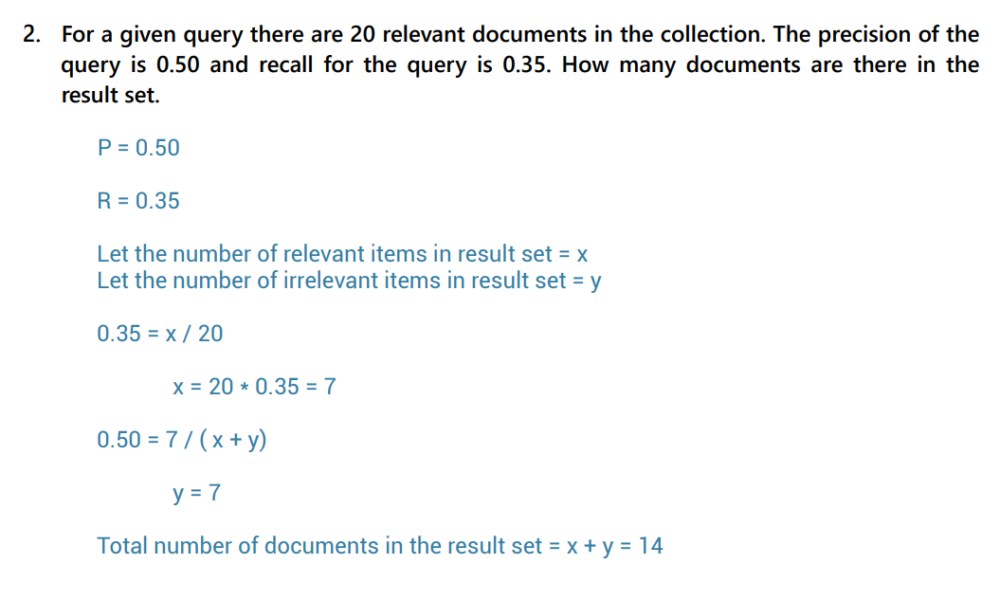 2. For a given query there are 20 relevant documents in the collection. The precision of the
query is 0.50 and recall for the query is 0.35. How many documents are there in the
result set.
P = 0.50
R = 0.35
Let the number of relevant items in result set = x
Let the number of irrelevant items in result set = y
0.35 = x / 20
x = 20 * 0.35 = 7
0.50 = 7 / ( x + y)
y = 7
Total number of documents in the result set = x + y = 14